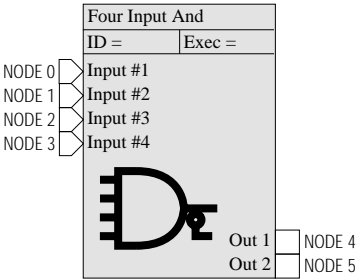 Four Input And
ID = Exec =
NODE 0 Input #1
NODE 1 Input #2
NODE 2 Input #3
NODE 3 Input #4
Out 1 NODE 4
Out 2 NODE 5